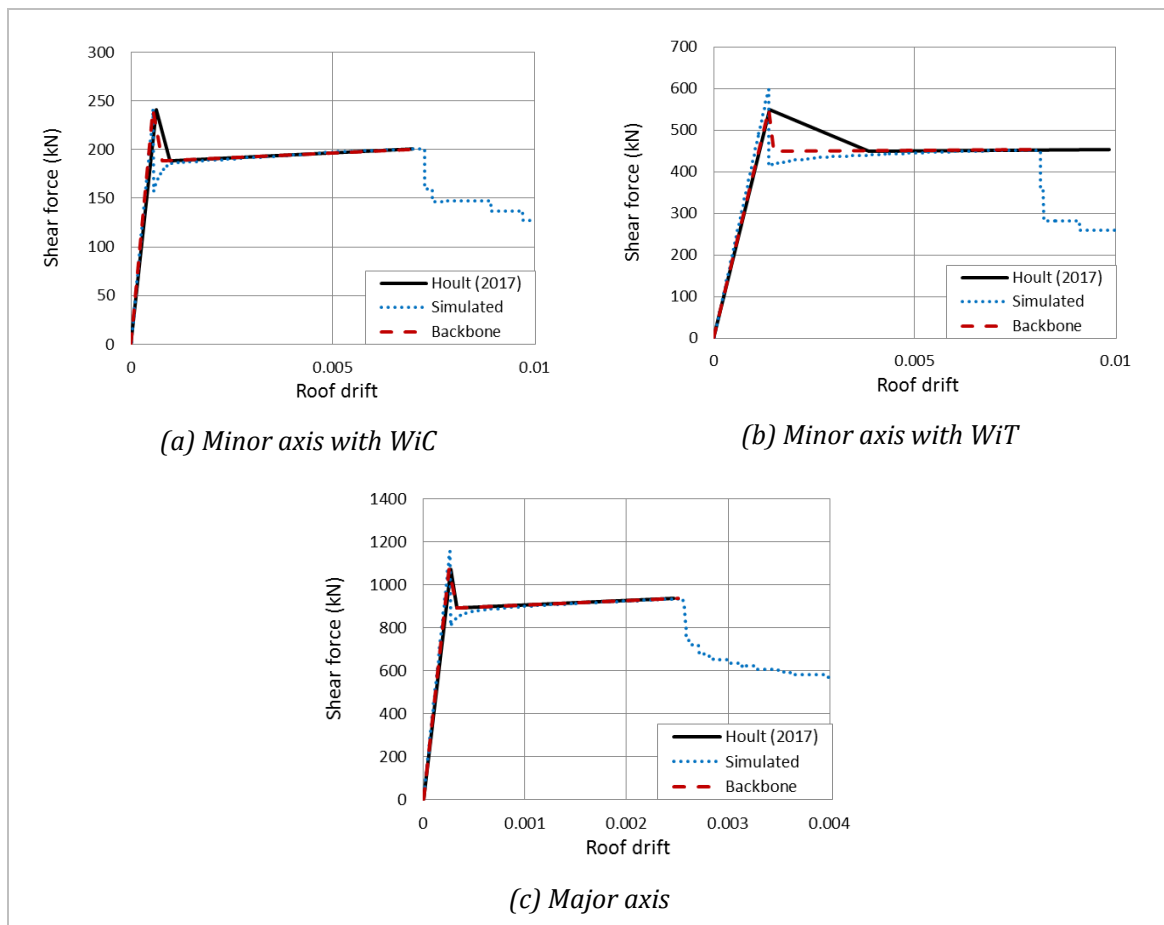 300
250
200
150
100
50
0
Shear force (kN)
0
0.005
0.01
Roof drift
Hoult (2017)
Simulated
Backbone
(a) Minor axis with WiC
700
600
500
400
300
200
100
0
Shear force (kN)
0
0.005
0.01
Roof drift
Hoult (2017)
Simulated
Backbone
(b) Minor axis with WiT
1400
1200
1000
800
600
400
200
0
Shear force (kN)
0
0.001
0.002
0.003
0.004
Roof drift
Hoult (2017)
Simulated
Backbone
(c) Major axis